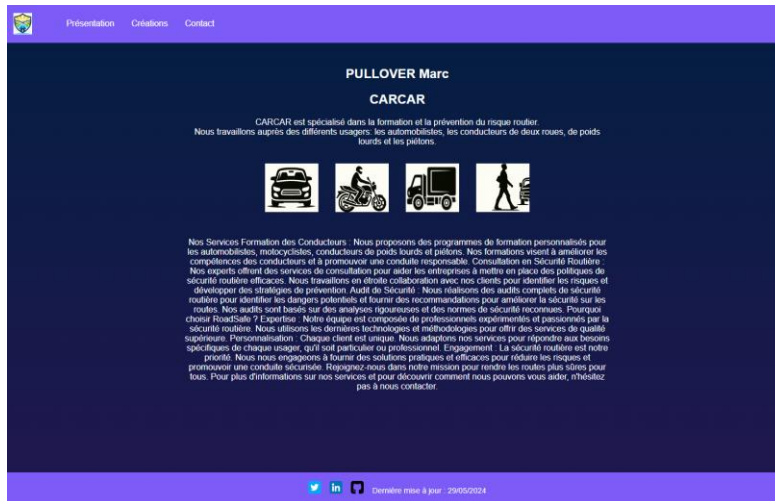 Présentation Créations Contact
PULLOVER Marc
CARCAR
CARCAR est spécialisé dans la formation et la prévention du risque routier.
Nous travaillons auprès des différents usagers: les automobilistes, les conducteurs de deux roues, de poids
lourds et les piétons.
Nos Services Formation des Conducteurs : Nous proposons des programmes de formation personnalisés pour
les automobilistes, motocyclistes, conducteurs de poids lourds et piétons. Nos formations visent à améliorer les
compétences des conducteurs et à promouvoir une conduite responsable. Consultation en Sécurité Routière :
Nos experts offrent des services de consultation pour aider les entreprises à mettre en place des politiques de
sécurité routière efficaces. Nous travaillons en étroite collaboration avec nos clients pour identifier les risques et
développer des stratégies de prévention. Audit de Sécurité : Nous réalisons des audits complets de sécurité
routière pour identifier les dangers potentiels et fournir des recommandations pour améliorer la sécurité sur les
routes. Nos audits sont basés sur des analyses rigoureuses et des normes de sécurité reconnues. Pourquoi
choisir RoadSafe ? Expertise : Notre équipe est composée de professionnels expérimentés et passionnés par la
sécurité routière. Nous utilisons les dernières technologies et méthodologies pour offrir des services de qualité
supérieure. Personnalisation : Chaque client est unique. Nous adaptons nos services pour répondre aux besoins
spécifiques de chaque usager, qu'il soit particulier ou professionnel. Engagement : La sécurité routière est notre
priorité. Nous nous engageons à fournir des solutions pratiques et efficaces pour réduire les risques et
promouvoir une conduite sécurisée. Rejoignez-nous dans notre mission pour rendre les routes plus sûres pour
tous. Pour plus d'informations sur nos services et pour découvrir comment nous pouvons vous aider, n'hésitez
pas à nous contacter.
Dernière mise à jour : 29/05/2024